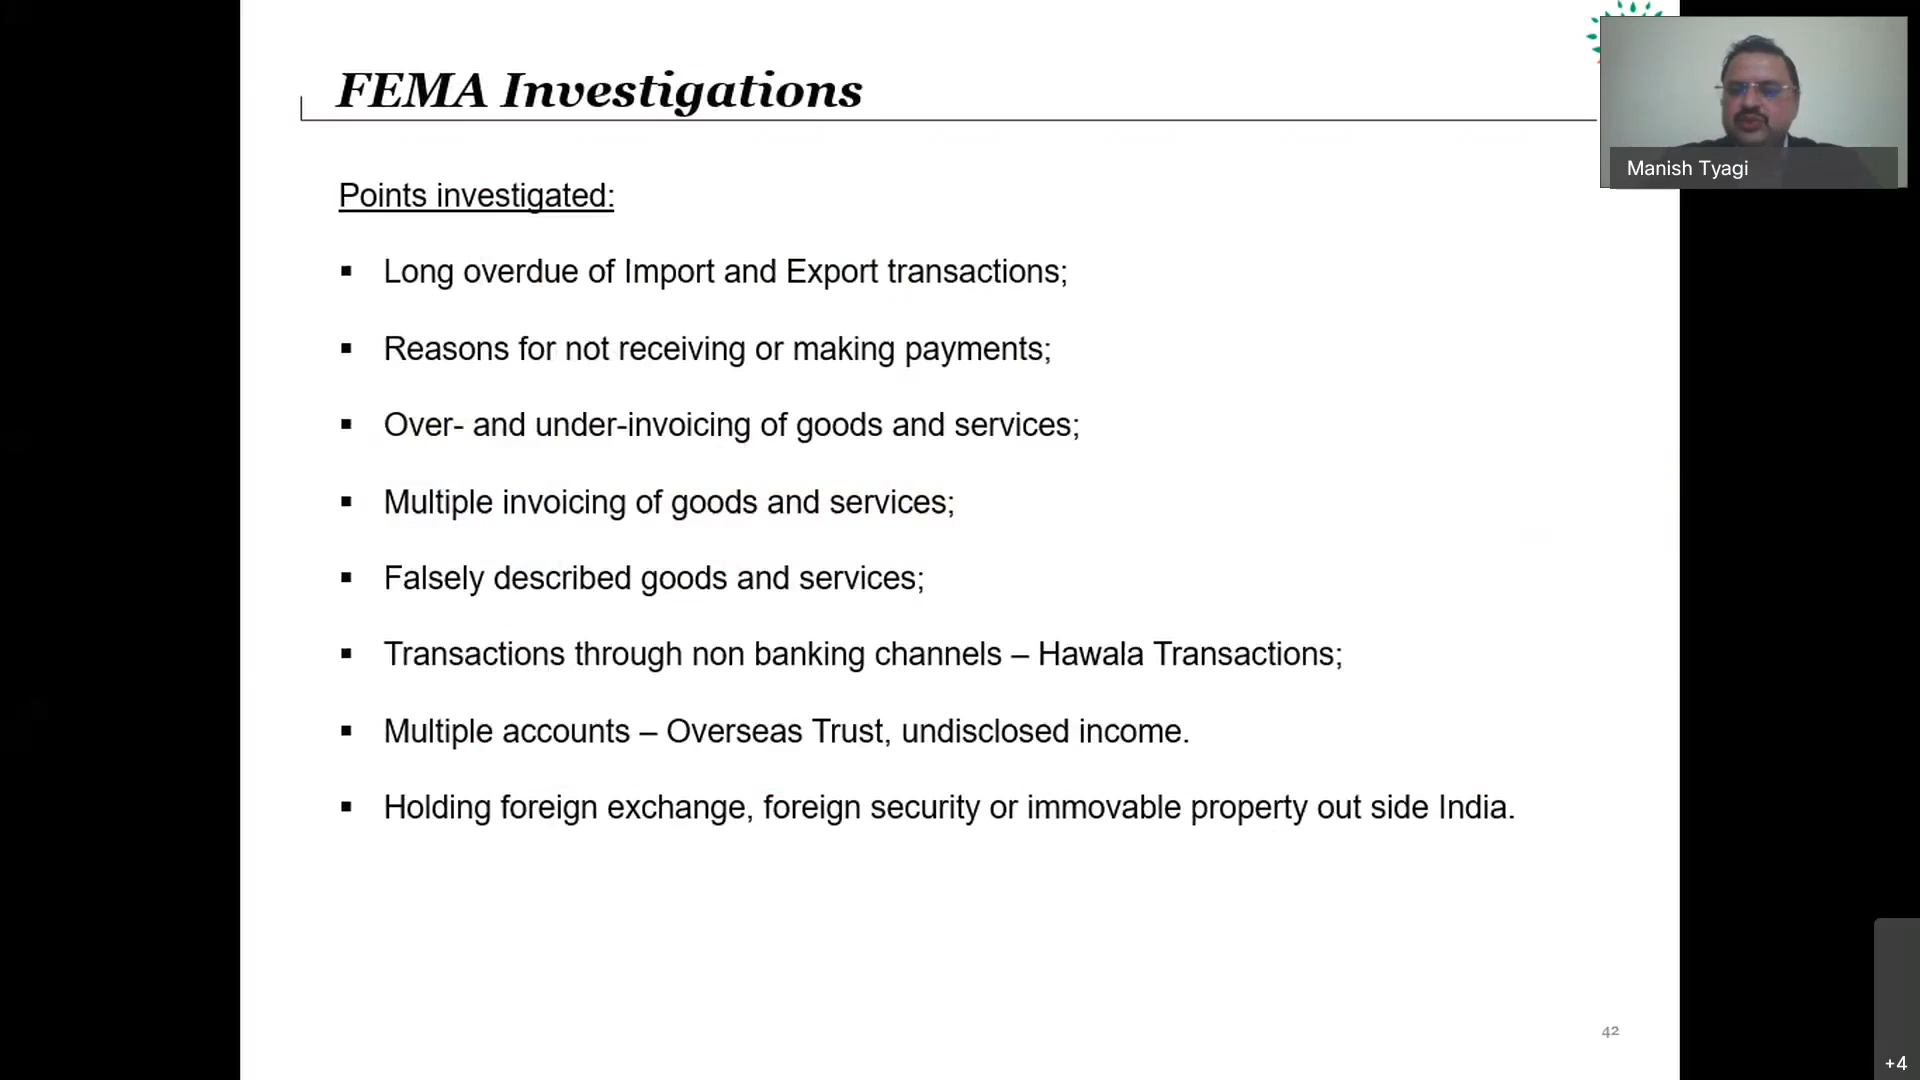 FEMA Investigations
Manish Tyagi
Points investigated:
▪ Long overdue of Import and Export transactions;
▪ Reasons for not receiving or making payments;
▪ Over- and under-invoicing of goods and services;
▪ Multiple invoicing of goods and services;
▪ Falsely described goods and services;
▪ Transactions through non banking channels – Hawala Transactions;
▪ Multiple accounts – Overseas Trust, undisclosed income.
▪ Holding foreign exchange, foreign security or immovable property out side India.
42
+4